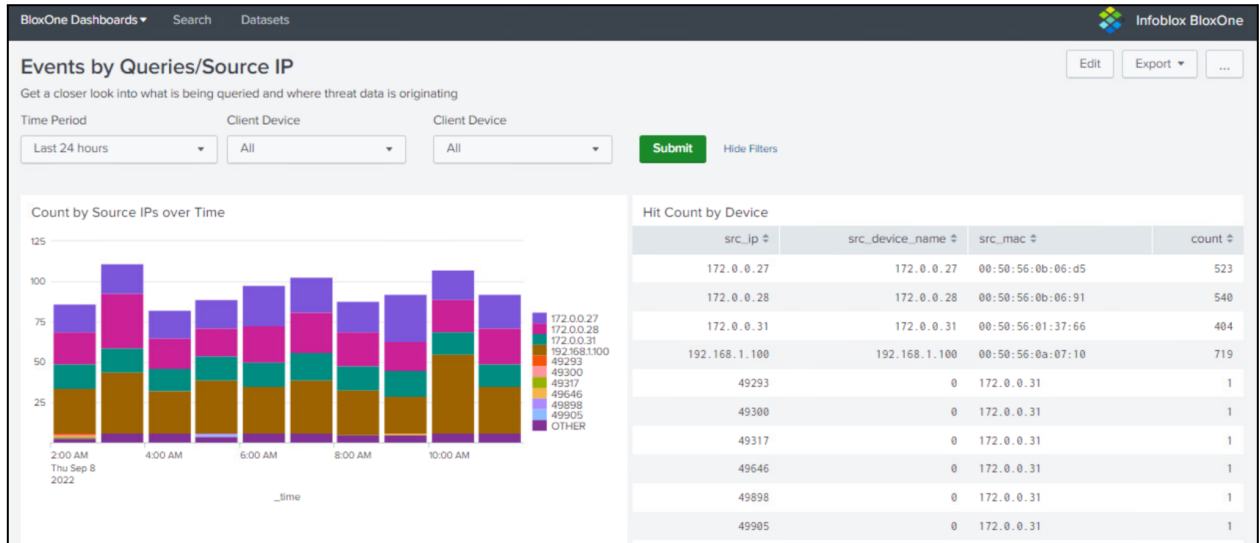 BloxOne Dashboards Search Datasets Infoblox BloxOne
Events by Queries/Source IP Edit Export ...
Get a closer look into what is being queried and where threat data is originating
Time Period Client Device Client Device
Last 24 hours All All Submit Hide Filters
Count by Source IPs over Time
125
100
75
50
25
2:00 AM 4:00 AM 6:00 AM 8:00 AM 10:00 AM
Thu Sep 8
2022
_time
172.0.0.27
172.0.0.28
172.0.0.31
192.168.1.100
49293
49300
49317
49646
49898
49905
OTHER
Hit Count by Device
src_ip src_device_name src_mac count
172.0.0.27 172.0.0.27 00:50:56:0b:06:d5 523
172.0.0.28 172.0.0.28 00:50:56:0b:06:91 540
172.0.0.31 172.0.0.31 00:50:56:01:37:66 404
192.168.1.100 192.168.1.100 00:50:56:0a:07:10 719
49293 0 172.0.0.31 1
49300 0 172.0.0.31 1
49317 0 172.0.0.31 1
49646 0 172.0.0.31 1
49898 0 172.0.0.31 1
49905 0 172.0.0.31 1